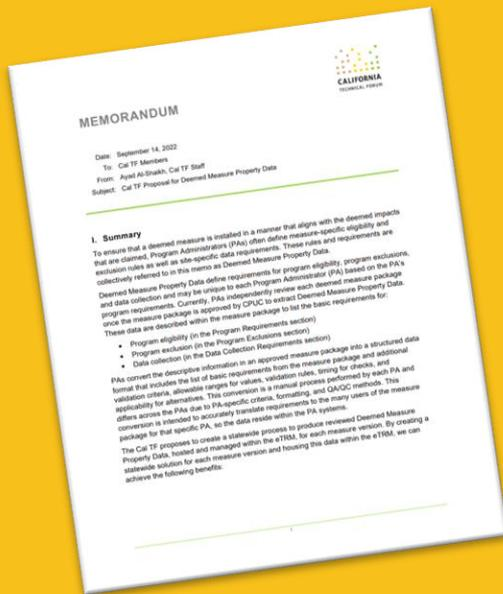 CALIFORNIA
TECHNICAL FORUM
MEMORANDUM
Date: September 14, 2022
To: Cal TF Members
From: Ayad Al-Shaikh, Cal TF Staff
Subject: Cal TF Proposal for Deemed Measure Property Data
I. Summary
To ensure that a deemed measure is installed in a manner that aligns with the deemed impacts
that are claimed, Program Administrators (PAs) often define measure-specific eligibility and
exclusion rules as well as site-specific data requirements. These rules and requirements are
collectively referred to in this memo as Deemed Measure Property Data.
Deemed Measure Property Data define requirements for program eligibility, program exclusions,
and data collection and may be unique to each Program Administrator (PA) based on the PA's
program requirements. Currently, PAs independently review each deemed measure package
once the measure package is approved by CPUC to extract Deemed Measure Property Data.
These data are described within the measure package to list the basic requirements for:
• Program eligibility (in the Program Requirements section)
• Program exclusion (in the Program Exclusions section)
• Data collection (in the Data Collection Requirements section)
PAs convert the descriptive information in an approved measure package into a structured data
format that includes the list of basic requirements from the measure package and additional
validation criteria, allowable ranges for values, validation rules, timing for checks, and
applicability for alternatives. This conversion is a manual process performed by each PA and
differs across the PAs due to PA-specific criteria, formatting, and QA/QC methods. This
conversion is intended to accurately translate requirements to the many users of the measure
package for that specific PA, so the data reside within the PA systems.
The Cal TF proposes to create a statewide process to produce reviewed Deemed Measure
Property Data, hosted and managed within the eTRM, for each measure version. By creating a
statewide solution for each measure version and housing this data within the eTRM, we can
achieve the following benefits: